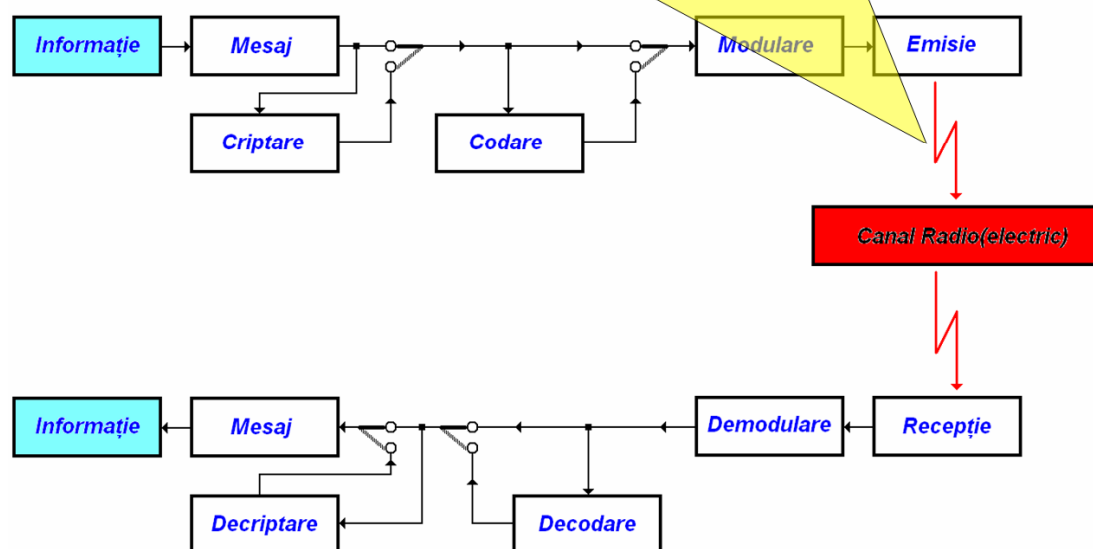 Informație
Mesaj
Modulare
Emisie
Criptare
Codare
Canal Radio(electric)
Informație
Mesaj
Demodulare
Recepție
Decriptare
Decodare